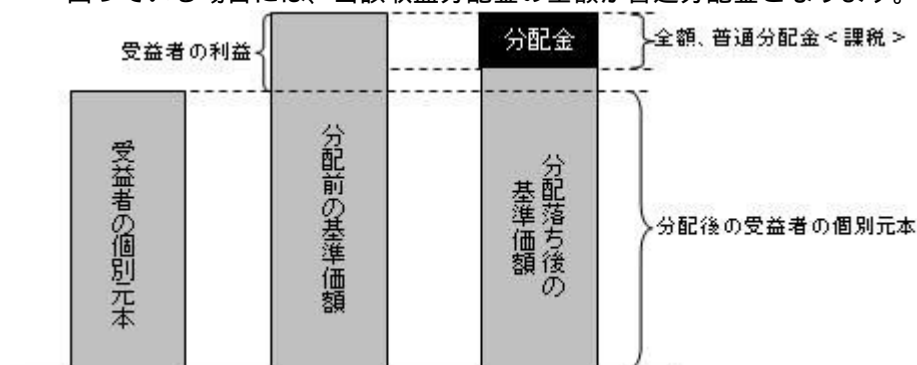 受益者の利益
分配金
全額、普通分配金<課税>
受益者の個別元本
分配前の基準価額
分配落ち後の
基準価額
分配後の受益者の個別元本